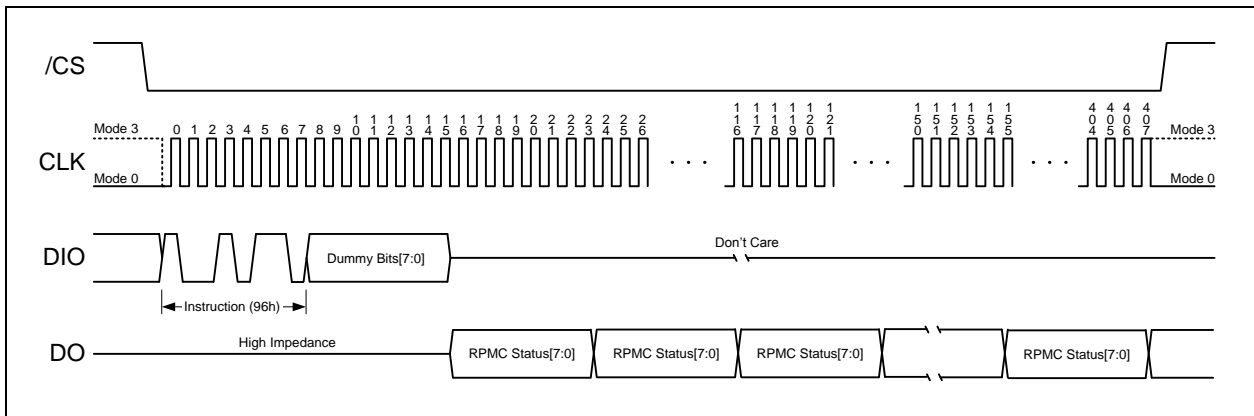 /CS
0 1 2 3 4 5 6 7 8 9 10 11 12 13 14 15 16 17 18 19 20 21 22 23 24 25 26 116 117 118 119 120 121 150 151 152 153 154 155 404 405 406 407
Mode 3
Mode 3
CLK
. . .
. . .
. . .
Mode 0
Mode 0
DIO
Dummy Bits[7:0]
Don't Care
Instruction (96h)
DO
High Impedance
RPMC Status[7:0]
RPMC Status[7:0]
RPMC Status[7:0]
RPMC Status[7:0]